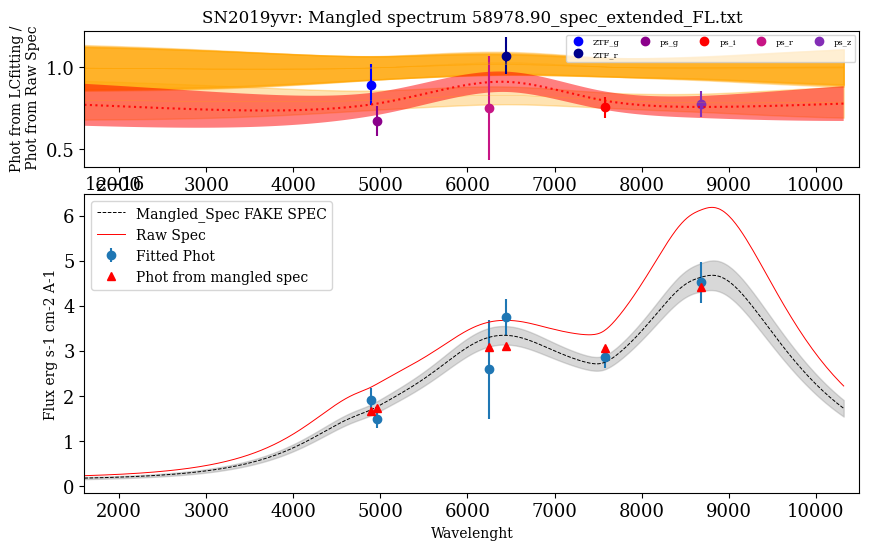 SN2019yvr: Mangled spectrum 58978.90_spec_extended_FL.txt
Phot from LCfitting /
Phot from Raw Spec
1.0
0.5
ZTF_g ps_g ps_i ps_r ps_z
ZTF_r
2000 3000 4000 5000 6000 7000 8000 9000 10000
1e−16
Mangled_Spec FAKE SPEC
Raw Spec
Fitted Phot
Phot from mangled spec
Flux erg s-1 cm-2 A-1
6
5
4
3
2
1
0
2000 3000 4000 5000 6000 7000 8000 9000 10000
Wavelenght